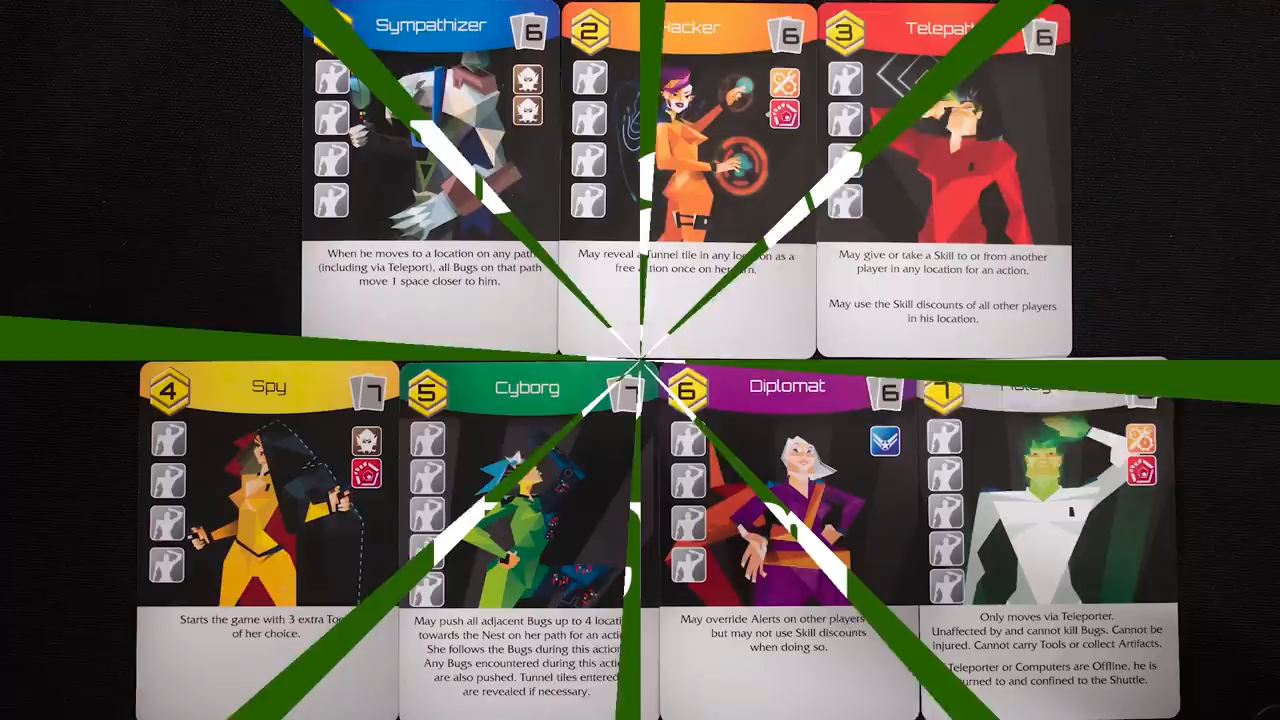 Sympathizer 6
When he moves to a location on any path
(including via Teleport), all Bugs on that path
move 1 space closer to him.
2 Hacker 6
May reveal a Tunnel tile in any location as a
free action once on her turn.
3 Telepath 6
May give or take a Skill to or from another
player in any location for an action.
May use the Skill discounts of all other players
in his location.
4 Spy 7
Starts the game with 3 extra
of her choice.
5 Cyborg 7
May push all adjacent Bugs up to 4
towards the Nest on her path for an
She follows the Bugs during this
Any Bugs encountered during this
are also pushed. Tunnel tiles entered
are revealed if necessary.
6 Diplomat 6
May override Alerts on other players
but may not use Skill discounts
when doing so.
7
Only moves via Teleporter.
Unaffected by and cannot kill Bugs. Cannot be
injured. Cannot carry Tools or collect Artifacts.
Teleporter or Computers are Offline, he is
to and confined to the Shuttle.